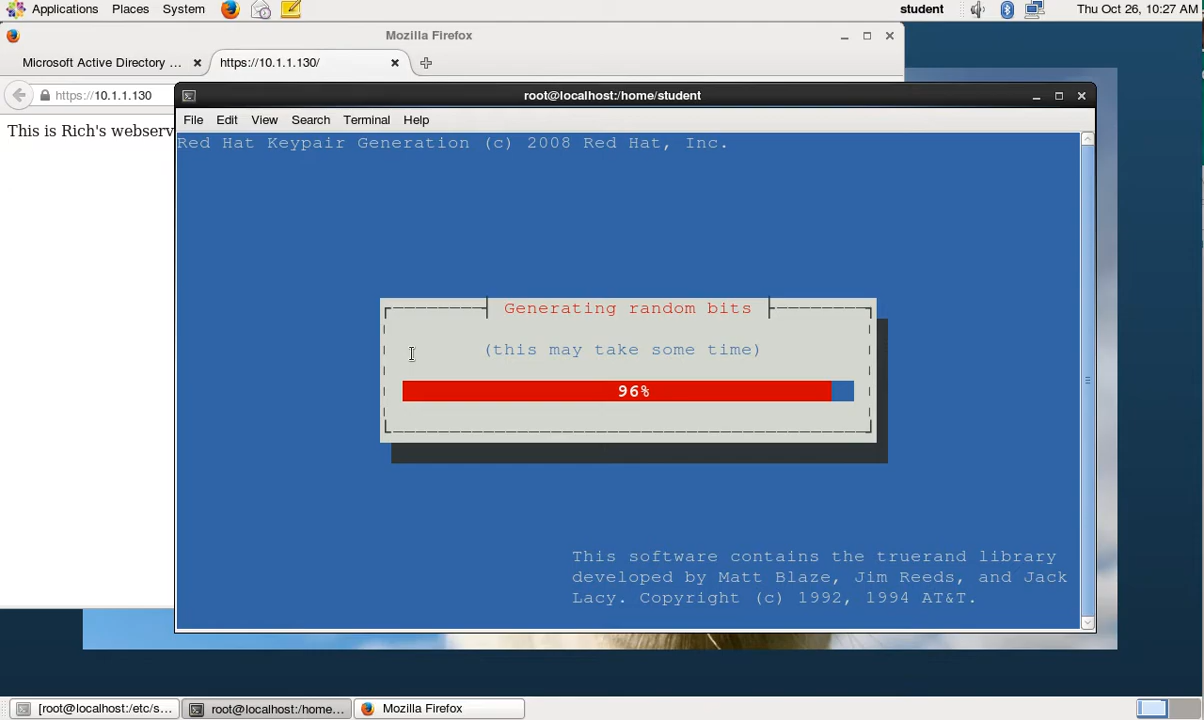 Applications Places System student Thu Oct 26, 10:27 AM
Mozilla Firefox
Microsoft Active Directory ... https://10.1.1.130/
https://10.1.1.130
This is Rich's webserv
root@localhost:/home/student
File Edit View Search Terminal Help
Red Hat Keypair Generation (c) 2008 Red Hat, Inc.
Generating random bits
(this may take some time)
96%
This software contains the truerand library
developed by Matt Blaze, Jim Reeds, and Jack
Lacy. Copyright (c) 1992, 1994 AT&T.
[root@localhost:/etc/s... root@localhost:/home... Mozilla Firefox